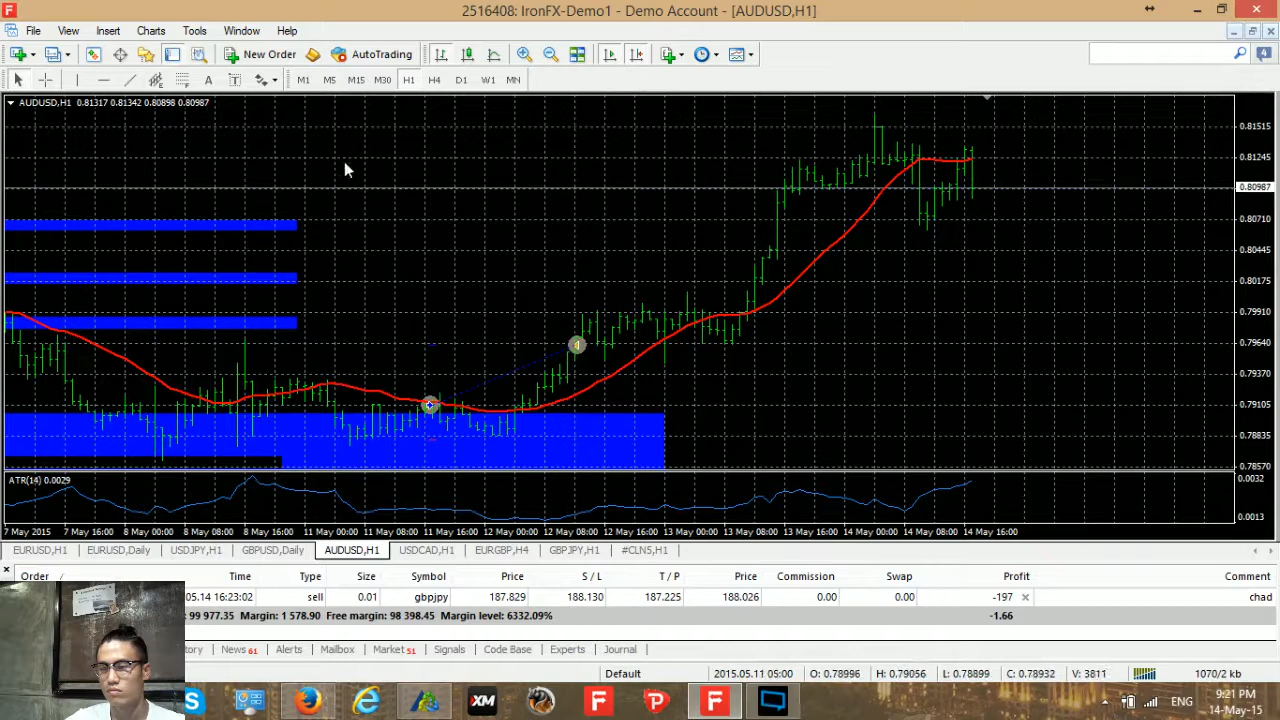 2516408: IronFX-Demo1 - Demo Account - [AUDUSD,H1]
File View Insert Charts Tools Window Help
New Order AutoTrading
4
M1 M5 M15 M30 H1 H4 D1 W1 MN
AUDUSD,H1 0.81317 0.81342 0.80898 0.80987
0.81515
0.81245
0.80987
0.80710
0.80445
0.80175
0.79910
0.79640
0.79370
0.79105
0.78835
0.78570
ATR(14) 0.0029
0.0032
0.0013
7 May 2015 7 May 16:00 8 May 00:00 8 May 08:00 8 May 16:00 11 May 00:00 11 May 08:00 11 May 16:00 12 May 00:00 12 May 08:00 12 May 16:00 13 May 00:00 13 May 08:00 13 May 16:00 14 May 00:00 14 May 08:00 14 May 16:00
EURUSD,H1 EURUSD,Daily USDJPY,H1 GBPUSD,Daily AUDUSD,H1 USDCAD,H1 EURGBP,H4 GBPJPY,H1 #CLN5,H1
Order / Time Type Size Symbol Price S / L T / P Price Commission Swap Profit Comment
05.14 16:23:02 sell 0.01 gbpjpy 187.829 188.130 187.225 188.026 0.00 0.00 -197 chad
99 977.35 Margin: 1 578.90 Free margin: 98 398.45 Margin level: 6332.09% -1.66
tory News 61 Alerts Mailbox Market 51 Signals Code Base Experts Journal
Default 2015.05.11 09:00 O: 0.78996 H: 0.79056 L: 0.78899 C: 0.78932 V: 3811 1070/2 kb
XM
ENG
9:21 PM
14-May-15